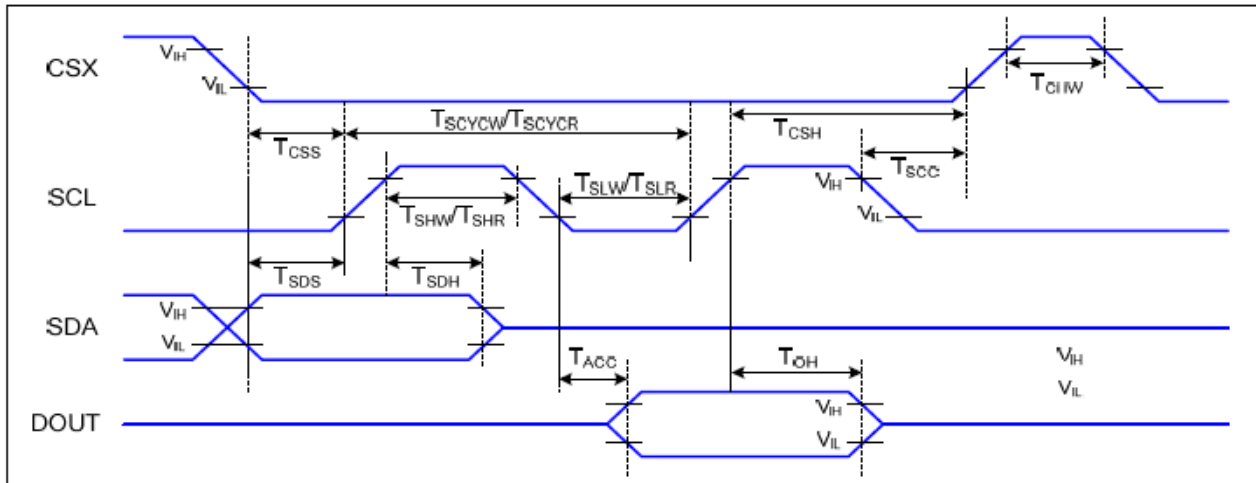 CSX
VIH
VIL
TCSS
TSCYCW/TSCYCR
TCSH
TCHW
TSCC
SCL
TSHW/TSHR
TSLW/TSLR
VIH
VIL
TSDS
TSDH
SDA
VIH
VIL
TACC
TOH
VIH
VIL
DOUT
VIH
VIL